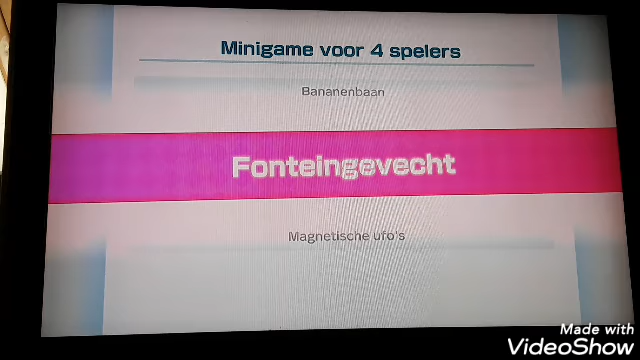 Minigame voor 4 spelers
Bananenbaan
Fonteingevecht
Magnetische ufo's
Made with
VideoShow